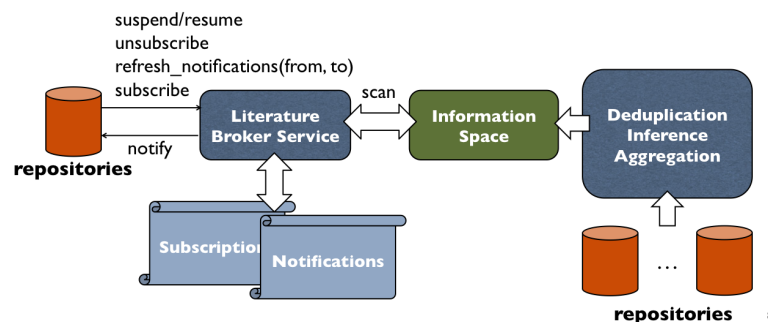 suspend/resume
unsubscribe
refresh_notifications(from, to)
subscribe
notify
repositories
Literature
Broker Service
scan
Information
Space
Deduplication
Inference
Aggregation
Subscription
Notifications
...
repositories